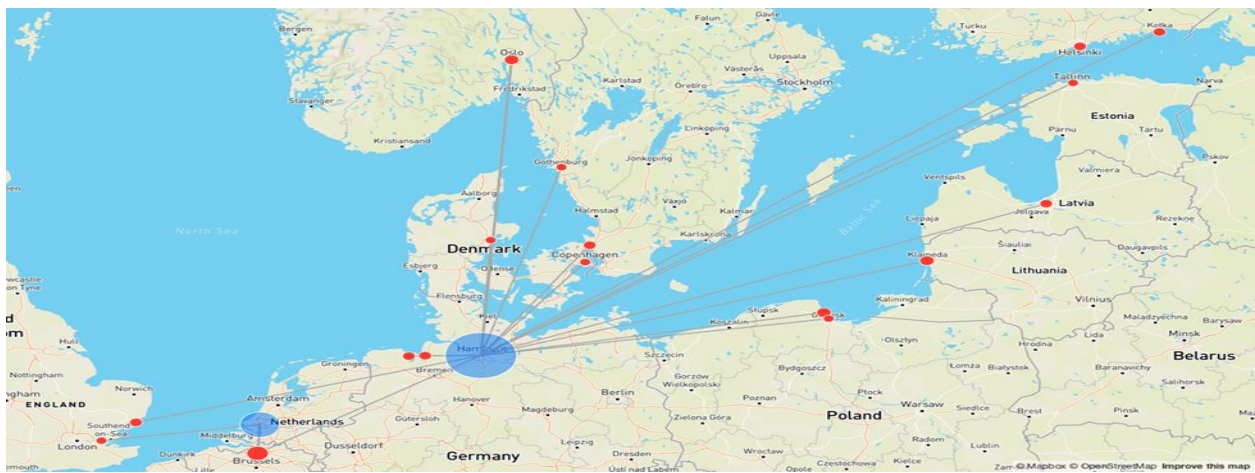 Bergen
Oslo
Falun
Gävle
Turku
Kotka
Helsinki
Uppsala
Västerås
Karlstad
Örebro
Stockholm
Tallinn
Narva
Stavanger
Fredrikstad
Kristiansand
Linköping
Estonia
Pärnu
Tartu
Gothenburg
Jönköping
Pskov
Valmiera
Ventspils
Aalborg
Växjö
Halmstad
Kalmar
Liepaja
Jelgava
Latvia
Rezekne
North Sea
Baltic Sea
Karlskrona
Denmark
Copenhagen
Šiauliai
Daugavpils
Esbjerg
Odense
Klaipeda
Lithuania
Flensburg
Kaliningrad
Vilnius
Kiel
Słupsk
Koszalin
Maladzyechna
Barysaw
Hull
Minsk
Lida
Olsztyn
Hrodna
Belarus
Groningen
Bremen
Szczecin
Bydgoszcz
Łomża
Białystok
Baranavichy
Nottingham
Norwich
Gorzów
Wielkopolski
Salihorsk
Amsterdam
Hanover
Berlin
Poznan
Płock
ENGLAND
Magdeburg
Warsaw
Siedlce
Brest
Pinsk
Southend
on-Sea
Netherlands
Gütersloh
Zielona Góra
Poland
London
Middelburg
Dusseldorf
Leipzig
Radom
Lublin
Dunkirk
Brussels
Germany
Dresden
Wrocław
Lille
Opole
Częstochowa
Kielce
© Mapbox © OpenStreetMap Improve this map